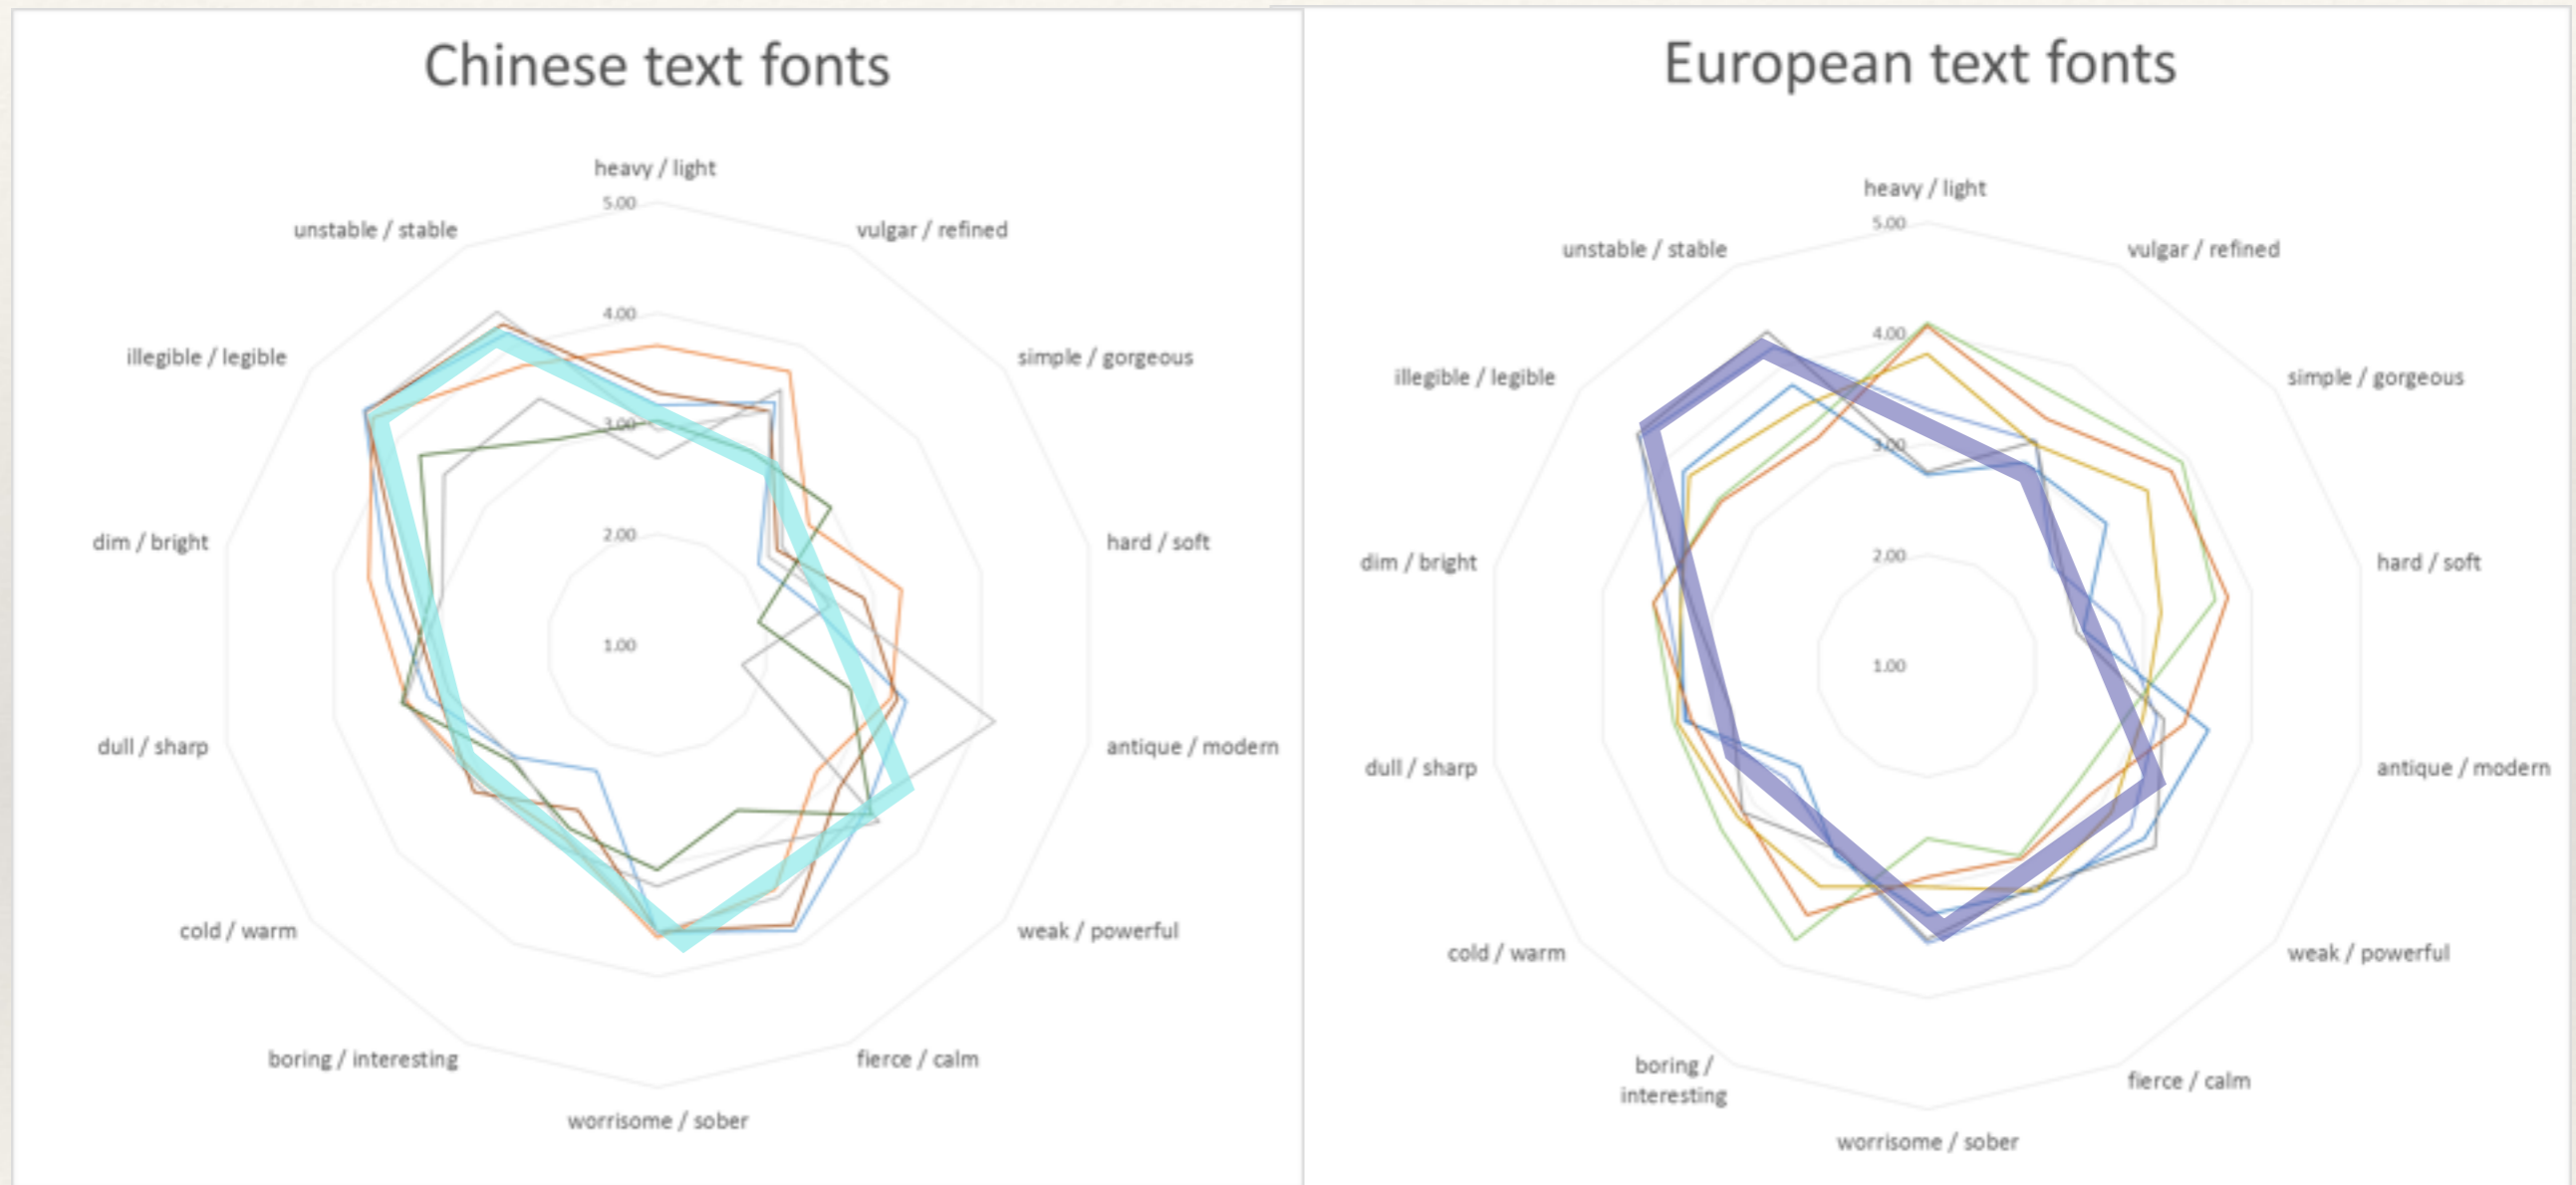 Chinese text fonts
heavy / light
5.00
unstable / stable
vulgar / refined
4.00
illegible / legible
simple / gorgeous
3.00
dim / bright
2.00
hard / soft
1.00
dull / sharp
antique / modern
cold / warm
weak / powerful
boring / interesting
fierce / calm
worrisome / sober
European text fonts
heavy / light
5.00
unstable / stable
vulgar / refined
4.00
illegible / legible
simple / gorgeous
3.00
dim / bright
2.00
hard / soft
1.00
dull / sharp
antique / modern
cold / warm
weak / powerful
boring /
interesting
fierce / calm
worrisome / sober